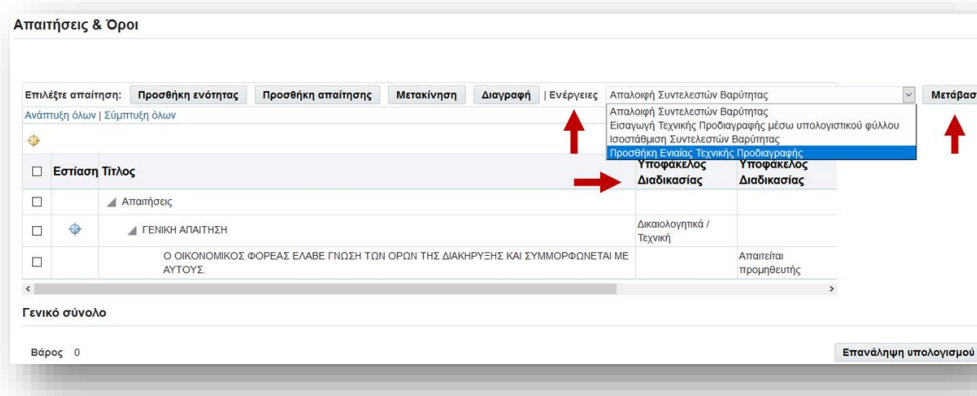 Απαιτήσεις & Όροι
Επιλέξτε απαίτηση: Προσθήκη ενότητας Προσθήκη απαίτησης Μετακίνηση Διαγραφή | Ενέργειες Απαλοιφή Συντελεστών Βαρύτητας Μετάβασ
Ανάπτυξη όλων | Σύμπτυξη όλων
Απαλοιφή Συντελεστών Βαρύτητας
Εισαγωγή Τεχνικής Προδιαγραφής μέσω υπολογιστικού φύλλου
Ισοστάθμιση Συντελεστών Βαρύτητας
Προσθήκη Ενιαίας Τεχνικής Προδιαγραφής
Εστίαση Τίτλος Υποφάκελος Διαδικασίας Υποφάκελος Διαδικασίας
Απαιτήσεις
ΓΕΝΙΚΗ ΑΠΑΙΤΗΣΗ Δικαιολογητικά /
Τεχνική
Ο ΟΙΚΟΝΟΜΙΚΟΣ ΦΟΡΕΑΣ ΕΛΑΒΕ ΓΝΩΣΗ ΤΩΝ ΟΡΩΝ ΤΗΣ ΔΙΑΚΗΡΥΞΗΣ ΚΑΙ ΣΥΜΜΟΡΦΩΝΕΤΑΙ ΜΕ Απαιτείται
ΑΥΤΟΥΣ. προμηθευτής
Γενικό σύνολο
Βάρος 0 Επανάληψη υπολογισμού